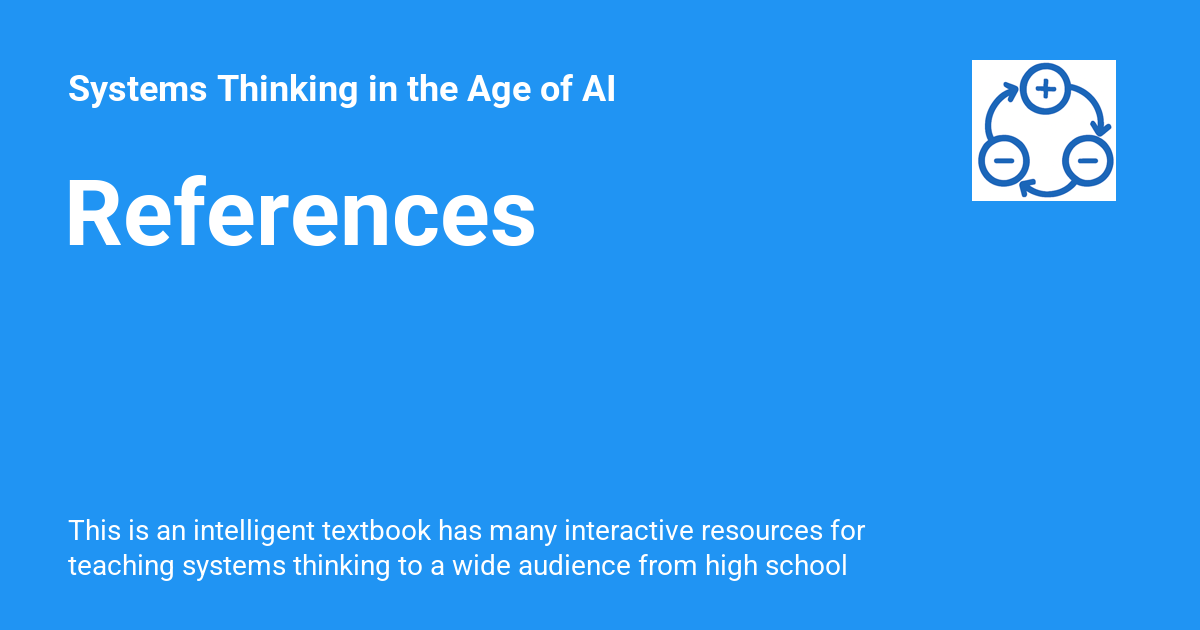 Systems Thinking in the Age of AI
References
This is an intelligent textbook has many interactive resources for
teaching systems thinking to a wide audience from high school